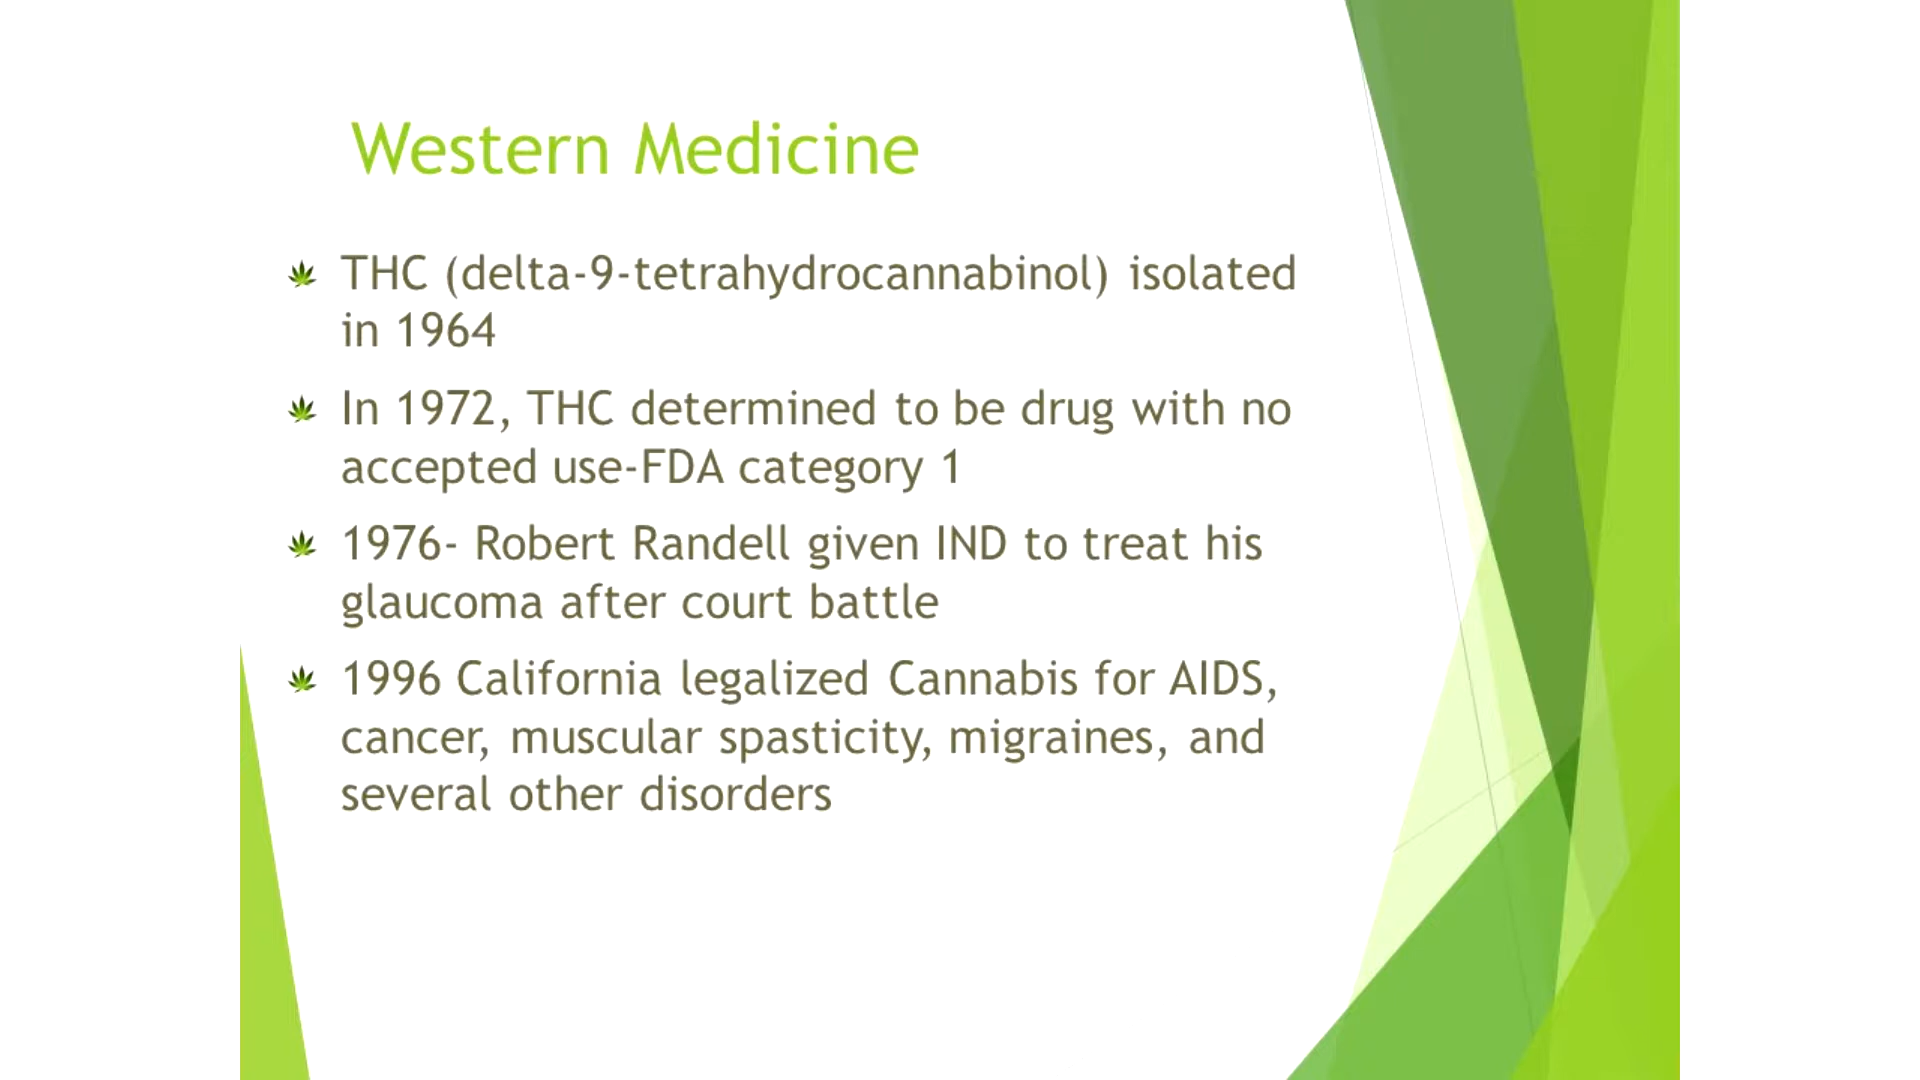 Western Medicine
THC (delta-9-tetrahydrocannabinol) isolated
in 1964
In 1972, THC determined to be drug with no
accepted use-FDA category 1
1976- Robert Randell given IND to treat his
glaucoma after court battle
1996 California legalized Cannabis for AIDS,
cancer, muscular spasticity, migraines, and
several other disorders